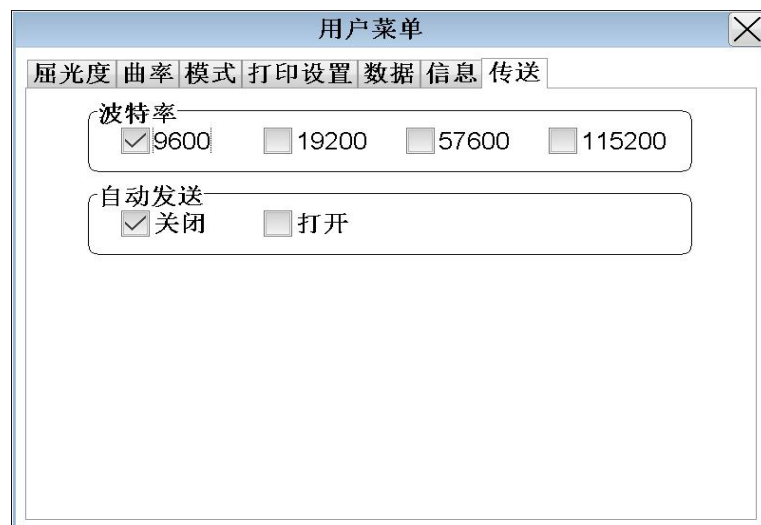 用户菜单
屈光度 曲率 模式 打印设置 数据 信息 传送
波特率
9600 19200 57600 115200
自动发送
关闭 打开